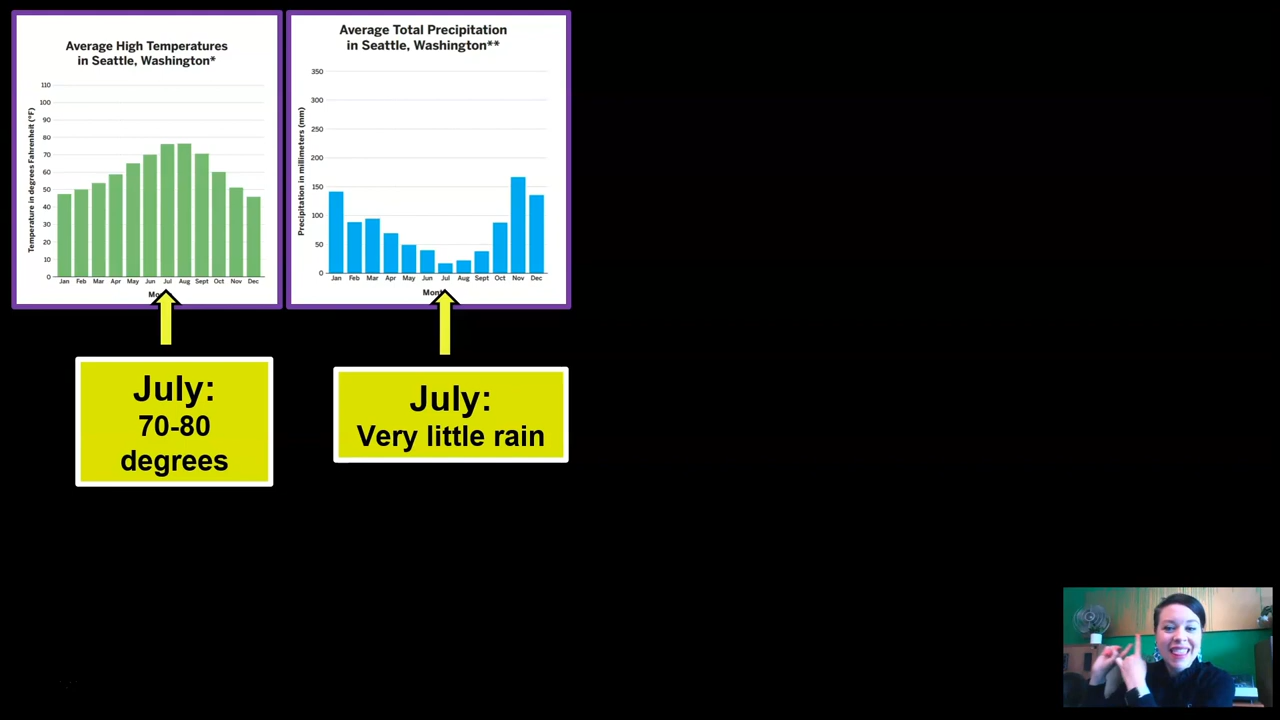 Average High Temperatures
in Seattle, Washington*
Temperature in degrees Fahrenheit (°F)
110
100
90
80
70
60
50
40
30
20
10
0
Jan Feb Mar Apr May Jun Jul Aug Sept Oct Nov Dec
Average Total Precipitation
in Seattle, Washington**
Precipitation in millimeters (mm)
350
300
250
200
150
100
50
0
Jan Feb Mar Apr May Jun Jul Aug Sept Oct Nov Dec
July:
70-80
degrees
July:
Very little rain